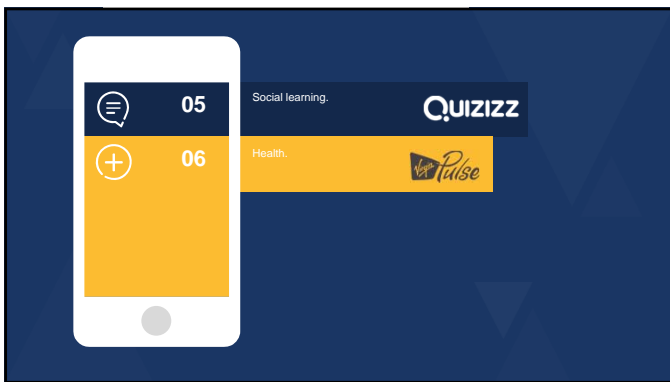 05
Social learning.
QUIZIZZ
06
Health.
Virgin Pulse